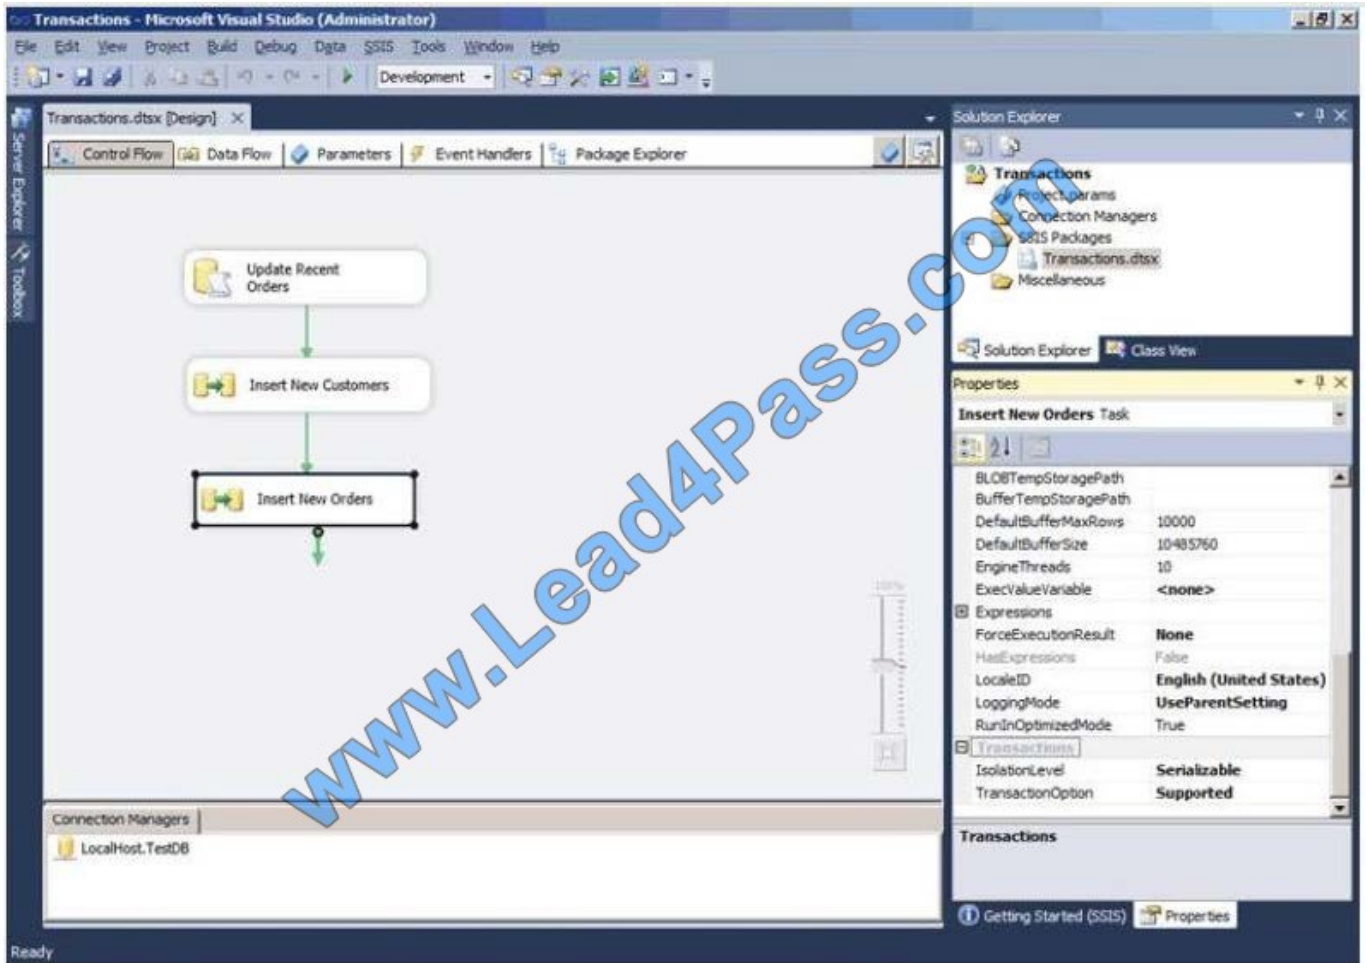 Transactions - Microsoft Visual Studio (Administrator)
File Edit View Project Build Debug Data SSIS Tools Window Help
Development
Server Explorer
Toolbox
Transactions.dtsx [Design]
Control Flow Data Flow Parameters Event Handlers Package Explorer
Update Recent
Orders
Insert New Customers
Insert New Orders
100%
Connection Managers
LocalHost.TestDB
Solution Explorer
Transactions
Project.params
Connection Managers
SSIS Packages
Transactions.dtsx
Miscellaneous
Solution Explorer Class View
Properties
Insert New Orders Task
BLOBTempStoragePath
BufferTempStoragePath
DefaultBufferMaxRows 10000
DefaultBufferSize 10485760
EngineThreads 10
ExecValueVariable <none>
Expressions
ForceExecutionResult None
HasExpressions False
LocaleID English (United States)
LoggingMode UseParentSetting
RunInOptimizedMode True
Transactions
IsolationLevel Serializable
TransactionOption Supported
Transactions
Getting Started (SSIS) Properties
Ready
www.Lead4Pass.com